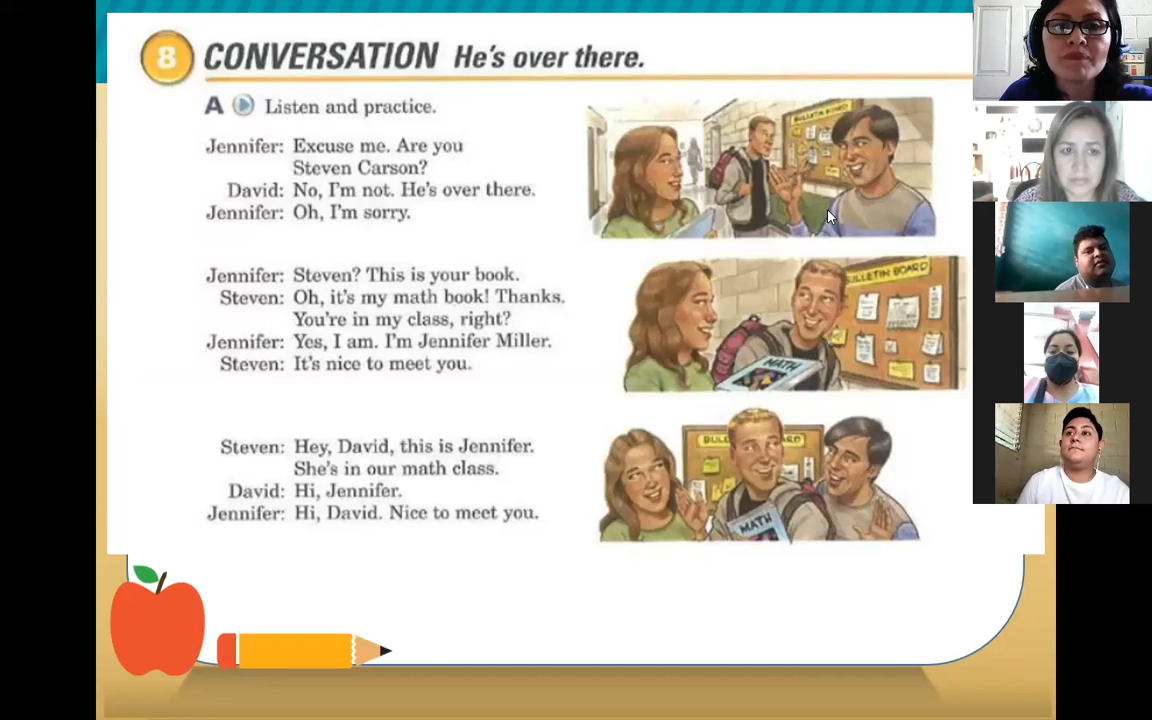 8 CONVERSATION He's over there.
A Listen and practice.
Jennifer: Excuse me. Are you
Steven Carson?
David: No, I'm not. He's over there.
Jennifer: Oh, I'm sorry.
BULLETIN BOARD
Jennifer: Steven? This is your book.
Steven: Oh, it's my math book! Thanks.
You're in my class, right?
Jennifer: Yes, I am. I'm Jennifer Miller.
Steven: It's nice to meet you.
BULLETIN BOARD
MATH
Steven: Hey, David, this is Jennifer.
She's in our math class.
David: Hi, Jennifer.
Jennifer: Hi, David. Nice to meet you.
MATH